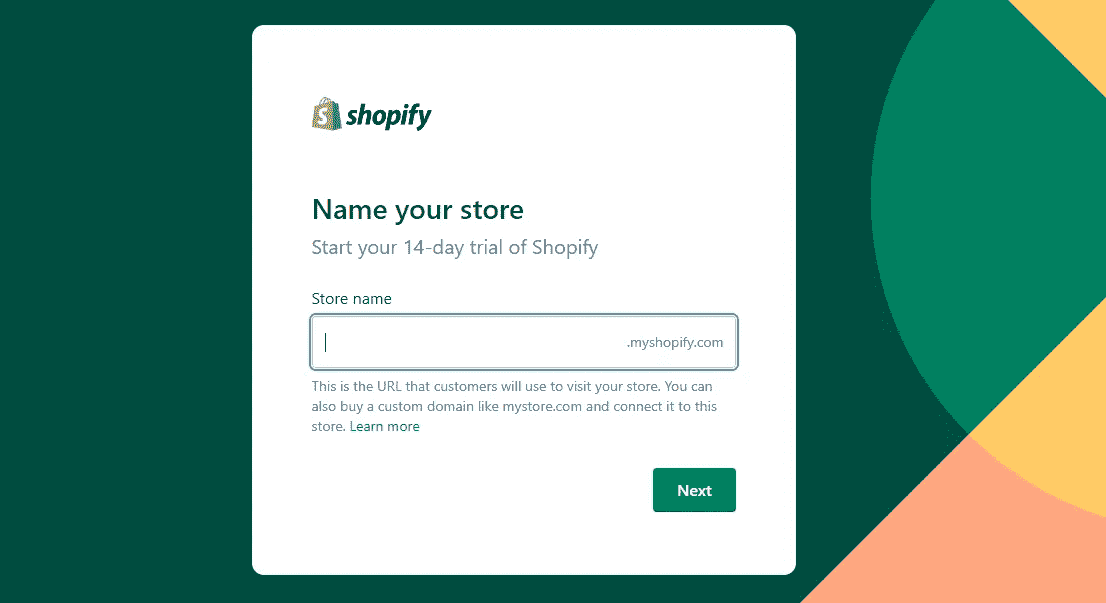 shopify
Name your store
Start your 14-day trial of Shopify
Store name
.myshopify.com
This is the URL that customers will use to visit your store. You can
also buy a custom domain like mystore.com and connect it to this
store. Learn more
Next